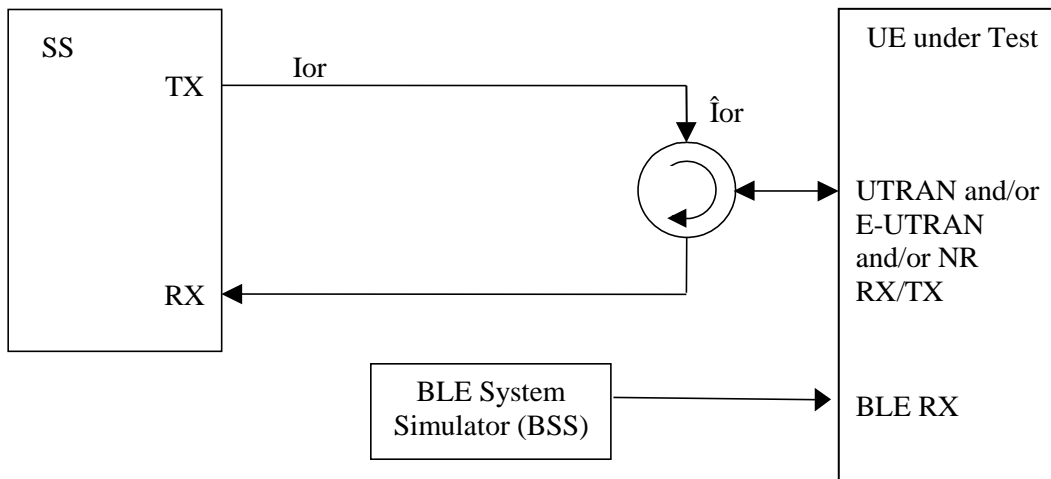 SS
UE under Test
TX
Ior
Îor
UTRAN and/or
E-UTRAN
and/or NR
RX/TX
RX
BLE System
Simulator (BSS)
BLE RX